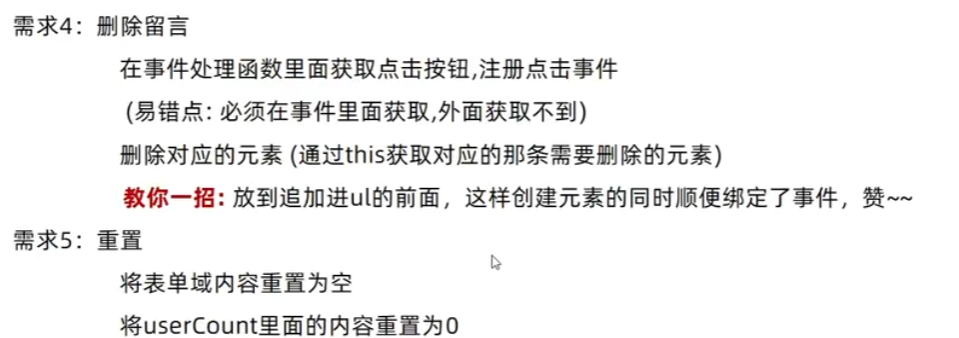 需求4：删除留言
在事件处理函数里面获取点击按钮,注册点击事件
(易错点: 必须在事件里面获取,外面获取不到)
删除对应的元素 (通过this获取对应的那条需要删除的元素)
教你一招: 放到追加进ul的前面，这样创建元素的同时顺便绑定了事件，赞~~
需求5：重置
将表单域内容重置为空
将userCount里面的内容重置为0